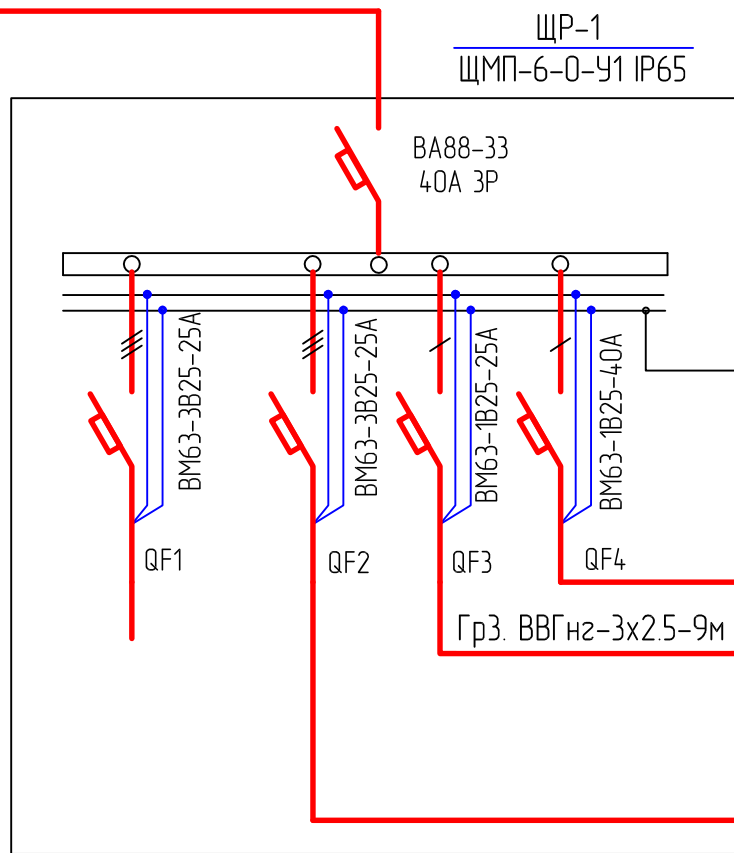 ЩР-1
ЩМП-6-0-У1 IP65
ВА88-33
40А 3Р
ВМ63-3В25-25А
ВМ63-3В25-25А
ВМ63-1В25-25А
ВМ63-1В25-40А
QF1
QF2
QF3
QF4
Гр3. ВВГнг-3х2.5-9м